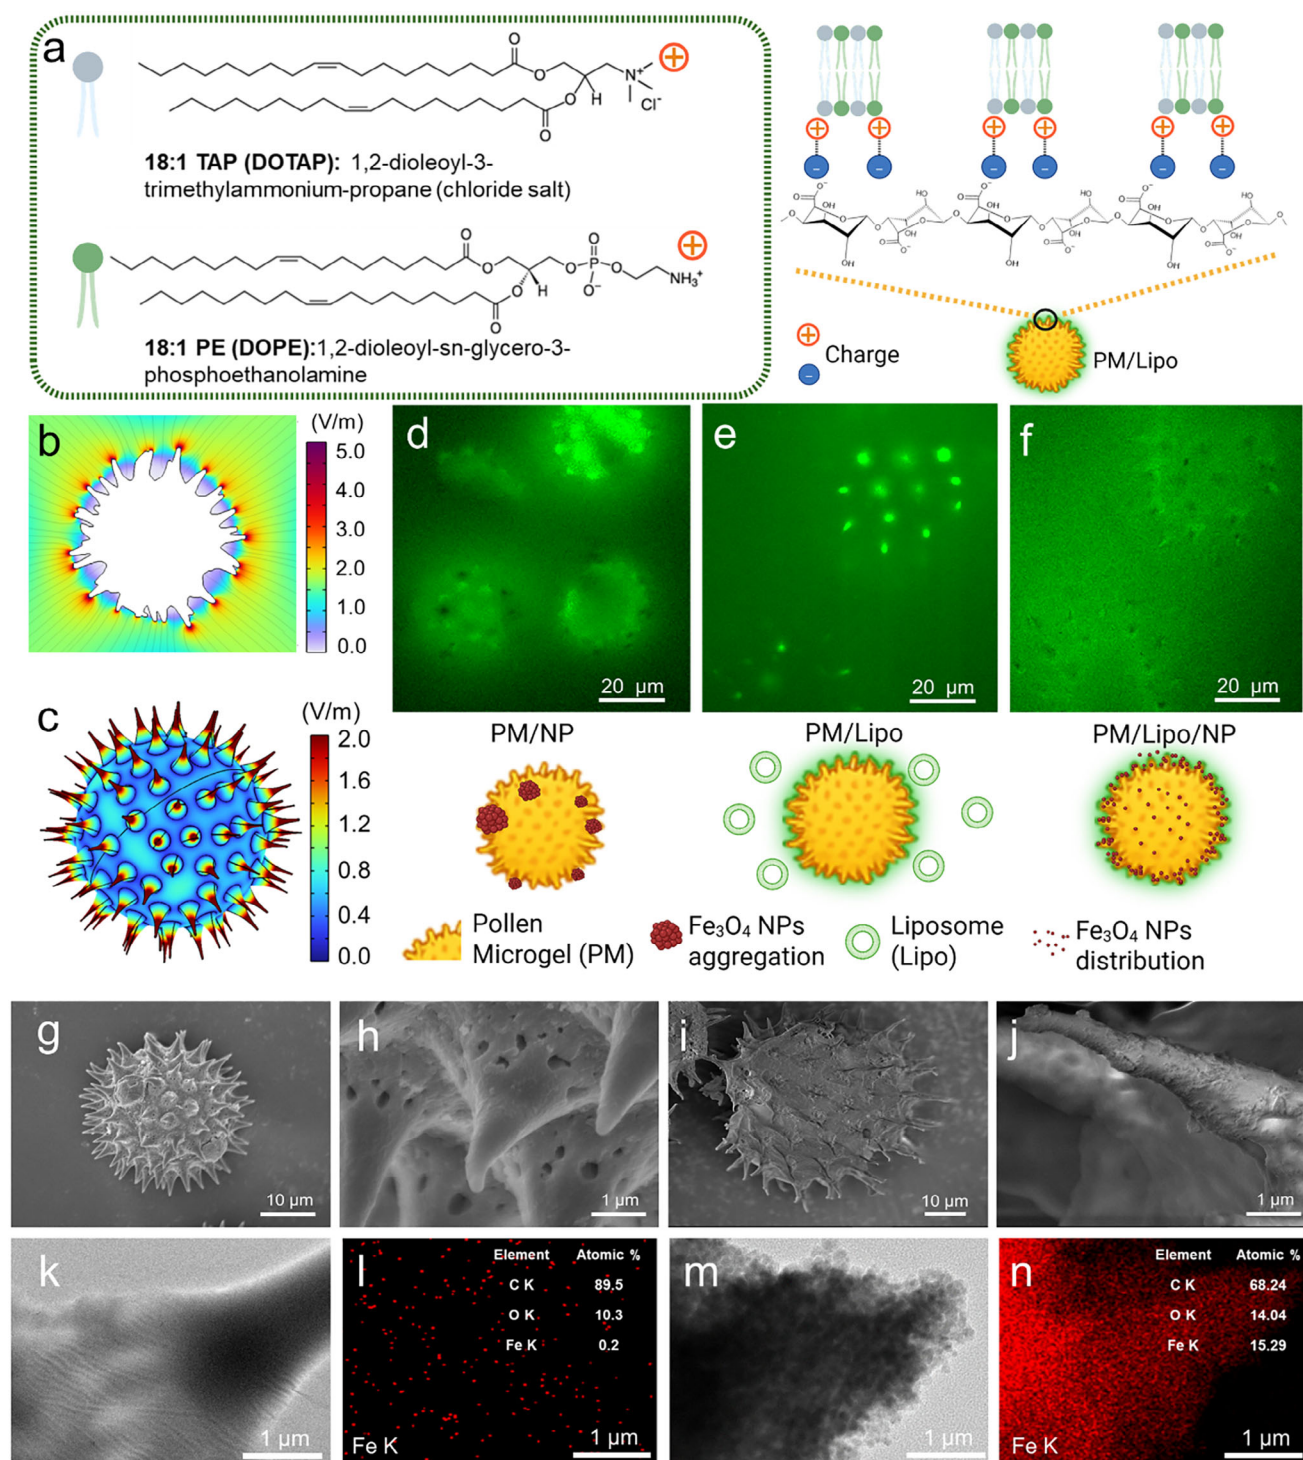 a
O
O
N⁺
O
H
Cl⁻
O
18:1 TAP (DOTAP): 1,2-dioleoyl-3-
trimethylammonium-propane (chloride salt)
O
O
O
O
P
O
O
H
O⁻
NH₃⁺
O
18:1 PE (DOPE):1,2-dioleoyl-sn-glycero-3-
phosphoethanolamine
Charge
PM/Lipo
b
(V/m)
5.0
4.0
3.0
2.0
1.0
0.0
c
(V/m)
2.0
1.6
1.2
0.8
0.4
0.0
d
20 µm
e
20 µm
f
20 µm
PM/NP
PM/Lipo
PM/Lipo/NP
Pollen
Microgel (PM)
Fe₃O₄ NPs
aggregation
Liposome
(Lipo)
Fe₃O₄ NPs
distribution
g
10 µm
h
1 µm
i
10 µm
j
1 µm
k
1 µm
l
Element Atomic %
C K 89.5
O K 10.3
Fe K 0.2
Fe K
1 µm
m
1 µm
n
Element Atomic %
C K 68.24
O K 14.04
Fe K 15.29
Fe K
1 µm